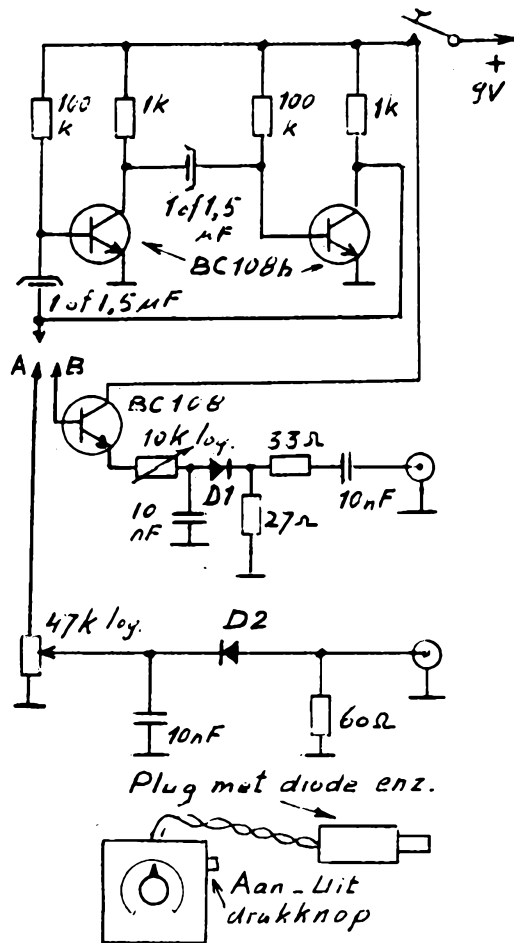 +
9V
100
k
1k
100
k
1k
1 of 1,5
µF
BC108b
1 of 1,5 µF
A
B
BC108
10k log.
33Ω
D1
10
nF
27Ω
10nF
47k log.
D2
10nF
60Ω
Plug met diode enz.
Aan-Uit
drukknop